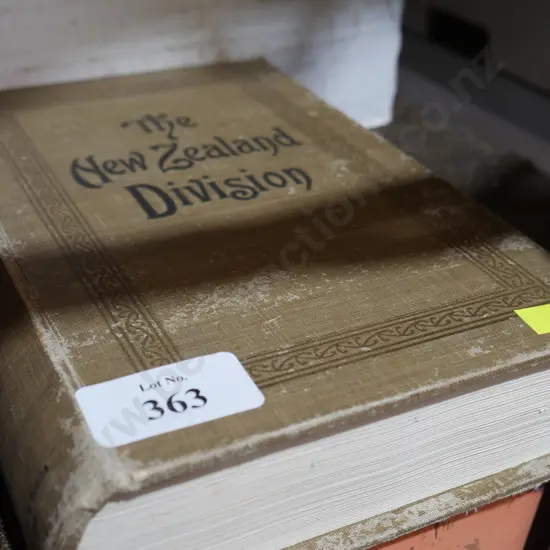 The
New Zealand
Division
Lot No.
363